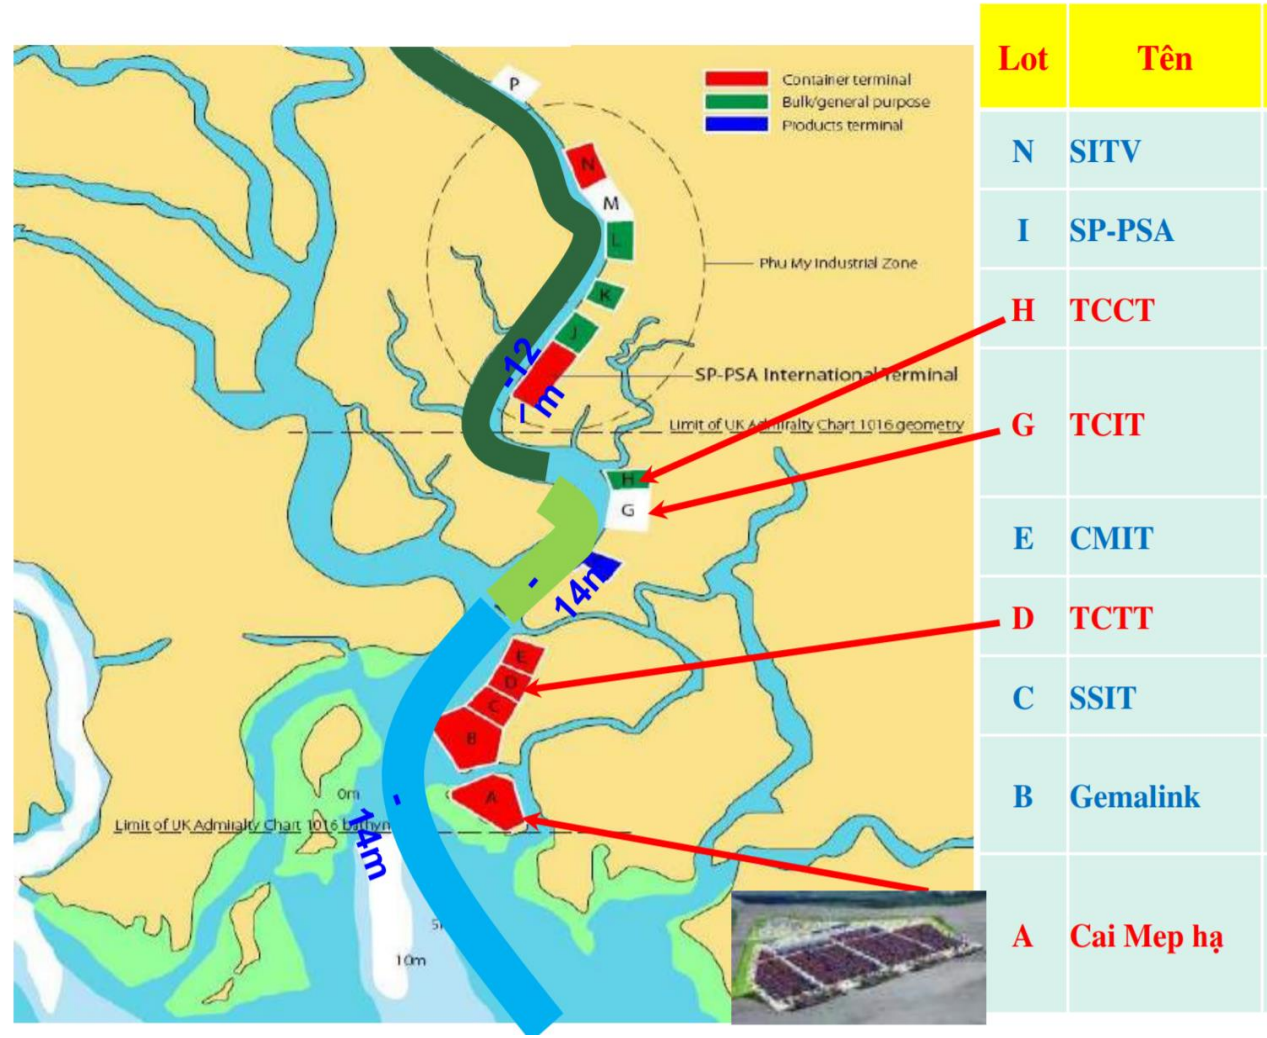 P
Container terminal
Bulk/general purpose
Products terminal
N
M
L
Phu My Industrial Zone
K
J
-12
m
SP-PSA International Terminal
Limit of UK Admiralty Chart 1016 geometry
H
G
-
14m
E
D
C
B
A
0m
Limit of UK Admiralty Chart 1016 bathyn
-
14m
10m
Lot Tên
N SITV
I SP-PSA
H TCCT
G TCIT
E CMIT
D TCTT
C SSIT
B Gemalink
A Cai Mep hạ